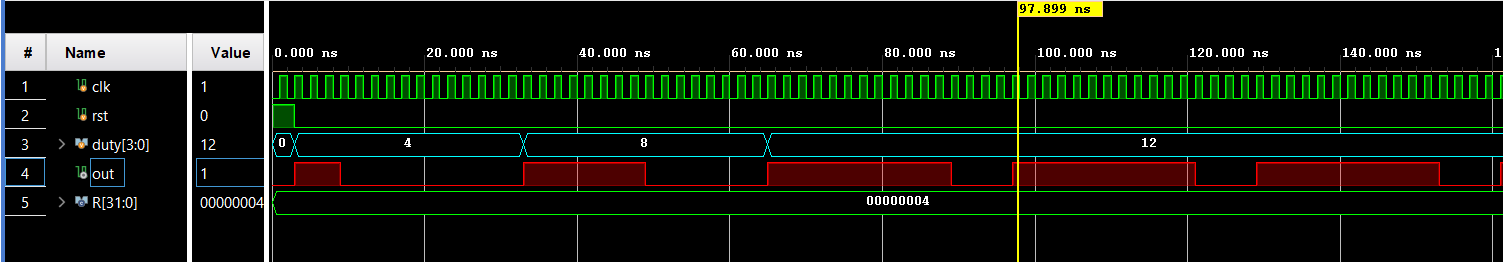 97.899 ns
# Name Value
0.000 ns 20.000 ns 40.000 ns 60.000 ns 80.000 ns 100.000 ns 120.000 ns 140.000 ns
1 clk 1
2 rst 0
3 duty[3:0] 12 0 4 8 12
4 out 1
5 R[31:0] 00000004 00000004